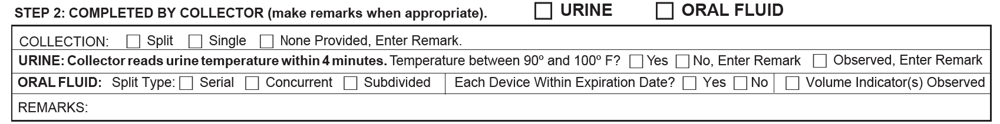 STEP 2: COMPLETED BY COLLECTOR (make remarks when appropriate). URINE ORAL FLUID
COLLECTION: Split Single None Provided, Enter Remark.
URINE: Collector reads urine temperature within 4 minutes. Temperature between 90º and 100º F? Yes No, Enter Remark Observed, Enter Remark
ORAL FLUID: Split Type: Serial Concurrent Subdivided Each Device Within Expiration Date? Yes No Volume Indicator(s) Observed
REMARKS: